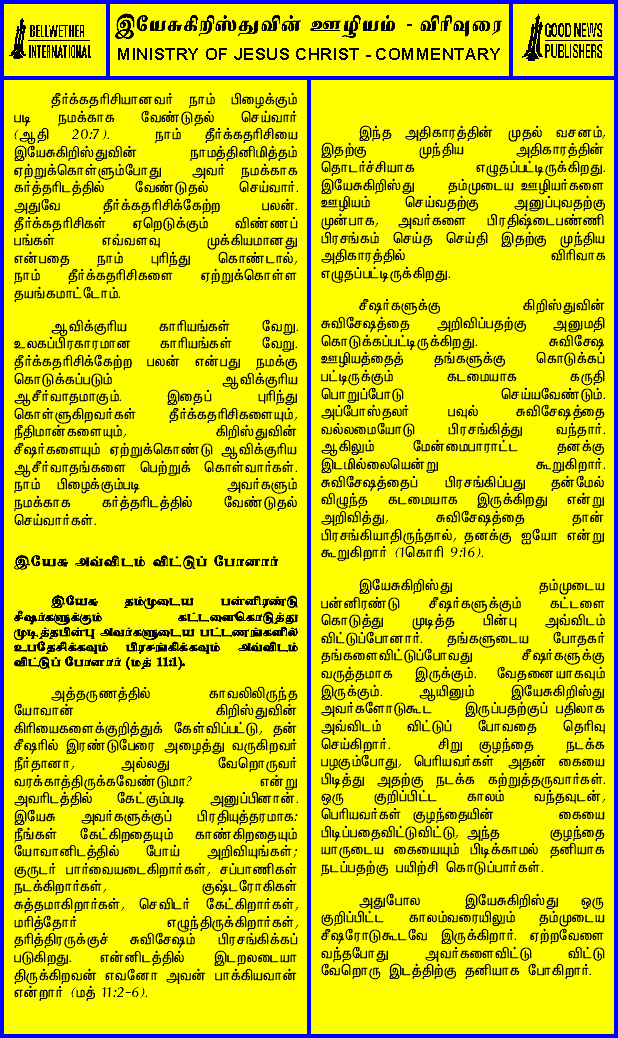 BELLWETHER
INTERNATIONAL
இயேசுகிறிஸ்துவின் ஊழியம் - விரிவுரை
MINISTRY OF JESUS CHRIST - COMMENTARY
GOOD NEWS
PUBLISHERS
தீர்க்கதரிசியானவர் நாம் பிழைக்கும்
படி நமக்காக வேண்டுதல் செய்வார்
(ஆதி 20:7). நாம் தீர்க்கதரிசியை
இயேசுகிறிஸ்துவின் நாமத்தினிமித்தம்
ஏற்றுக்கொள்ளும்போது அவர் நமக்காக
கர்த்தரிடத்தில் வேண்டுதல் செய்வார்.
அதுவே தீர்க்கதரிசிக்கேற்ற பலன்.
தீர்க்கதரிசிகள் ஏறெடுக்கும் விண்ணப்
பங்கள் எவ்வளவு முக்கியமானது
என்பதை நாம் புரிந்து கொண்டால்,
நாம் தீர்க்கதரிசிகளை ஏற்றுக்கொள்ள
தயங்கமாட்டோம்.
ஆவிக்குரிய காரியங்கள் வேறு.
உலகப்பிரகாரமான காரியங்கள் வேறு.
தீர்க்கதரிசிக்கேற்ற பலன் என்பது நமக்கு
கொடுக்கப்படும் ஆவிக்குரிய
ஆசீர்வாதமாகும். இதைப் புரிந்து
கொள்ளுகிறவர்கள் தீர்க்கதரிசிகளையும்,
நீதிமான்களையும், கிறிஸ்துவின்
சீஷர்களையும் ஏற்றுக்கொண்டு ஆவிக்குரிய
ஆசீர்வாதங்களை பெற்றுக் கொள்வார்கள்.
நாம் பிழைக்கும்படி அவர்களும்
நமக்காக கர்த்தரிடத்தில் வேண்டுதல்
செய்வார்கள்.
இயேசு அவ்விடம் விட்டுப் போனார்
இயேசு தம்முடைய பன்னிரண்டு
சீஷர்களுக்கும் கட்டளைகொடுத்து
முடித்தபின்பு அவர்களுடைய பட்டணங்களில்
உபதேசிக்கவும் பிரசங்கிக்கவும் அவ்விடம்
விட்டுப் போனார் (மத் 11:1).
அத்தருணத்தில் காவலிலிருந்த
யோவான் கிறிஸ்துவின்
கிரியைகளைக்குறித்துக் கேள்விப்பட்டு, தன்
சீஷரில் இரண்டுபேரை அழைத்து வருகிறவர்
நீர்தானா, அல்லது வேறொருவர்
வரக்காத்திருக்கவேண்டுமா? என்று
அவரிடத்தில் கேட்கும்படி அனுப்பினான்.
இயேசு அவர்களுக்குப் பிரதியுத்தரமாக:
நீங்கள் கேட்கிறதையும் காண்கிறதையும்
யோவானிடத்தில் போய் அறிவியுங்கள்;
குருடர் பார்வையடைகிறார்கள், சப்பாணிகள்
நடக்கிறார்கள், குஷ்டரோகிகள்
சுத்தமாகிறார்கள், செவிடர் கேட்கிறார்கள்,
மரித்தோர் எழுந்திருக்கிறார்கள்,
தரித்திரருக்குச் சுவிசேஷம் பிரசங்கிக்கப்
படுகிறது. என்னிடத்தில் இடறலடையா
திருக்கிறவன் எவனோ அவன் பாக்கியவான்
என்றார் (மத் 11:2-6).
இந்த அதிகாரத்தின் முதல் வசனம்,
இதற்கு முந்திய அதிகாரத்தின்
தொடர்ச்சியாக எழுதப்பட்டிருக்கிறது.
இயேசுகிறிஸ்து தம்முடைய ஊழியர்களை
ஊழியம் செய்வதற்கு அனுப்புவதற்கு
முன்பாக, அவர்களை பிரதிஷ்டைபண்ணி
பிரசங்கம் செய்த செய்தி இதற்கு முந்திய
அதிகாரத்தில் விரிவாக
எழுதப்பட்டிருக்கிறது.
சீஷர்களுக்கு கிறிஸ்துவின்
சுவிசேஷத்தை அறிவிப்பதற்கு அனுமதி
கொடுக்கப்பட்டிருக்கிறது. சுவிசேஷ
ஊழியத்தைத் தங்களுக்கு கொடுக்கப்
பட்டிருக்கும் கடமையாக கருதி
பொறுப்போடு செய்யவேண்டும்.
அப்போஸ்தலர் பவுல் சுவிசேஷத்தை
வல்லமையோடு பிரசங்கித்து வந்தார்.
ஆகிலும் மேன்மைபாராட்ட தனக்கு
இடமில்லையென்று கூறுகிறார்.
சுவிசேஷத்தைப் பிரசங்கிப்பது தன்மேல்
விழுந்த கடமையாக இருக்கிறது என்று
அறிவித்து, சுவிசேஷத்தை தான்
பிரசங்கியாதிருந்தால், தனக்கு ஐயோ என்று
கூறுகிறார் (1கொரி 9:16).
இயேசுகிறிஸ்து தம்முடைய
பன்னிரண்டு சீஷர்களுக்கும் கட்டளை
கொடுத்து முடித்த பின்பு அவ்விடம்
விட்டுப்போனார். தங்களுடைய போதகர்
தங்களைவிட்டுப்போவது சீஷர்களுக்கு
வருத்தமாக இருக்கும். வேதனையாகவும்
இருக்கும். ஆயினும் இயேசுகிறிஸ்து
அவர்களோடுகூட இருப்பதற்குப் பதிலாக
அவ்விடம் விட்டுப் போவதை தெரிவு
செய்கிறார். சிறு குழந்தை நடக்க
பழகும்போது, பெரியவர்கள் அதன் கையை
பிடித்து அதற்கு நடக்க கற்றுத்தருவார்கள்.
ஒரு குறிப்பிட்ட காலம் வந்தவுடன்,
பெரியவர்கள் குழந்தையின் கையை
பிடிப்பதைவிட்டுவிட்டு, அந்த குழந்தை
யாருடைய கையையும் பிடிக்காமல் தனியாக
நடப்பதற்கு பயிற்சி கொடுப்பார்கள்.
அதுபோல இயேசுகிறிஸ்து ஒரு
குறிப்பிட்ட காலம்வரையிலும் தம்முடைய
சீஷரோடுகூடவே இருக்கிறார். ஏற்றவேளை
வந்தபோது அவர்களைவிட்டு விட்டு
வேறொரு இடத்திற்கு தனியாக போகிறார்.